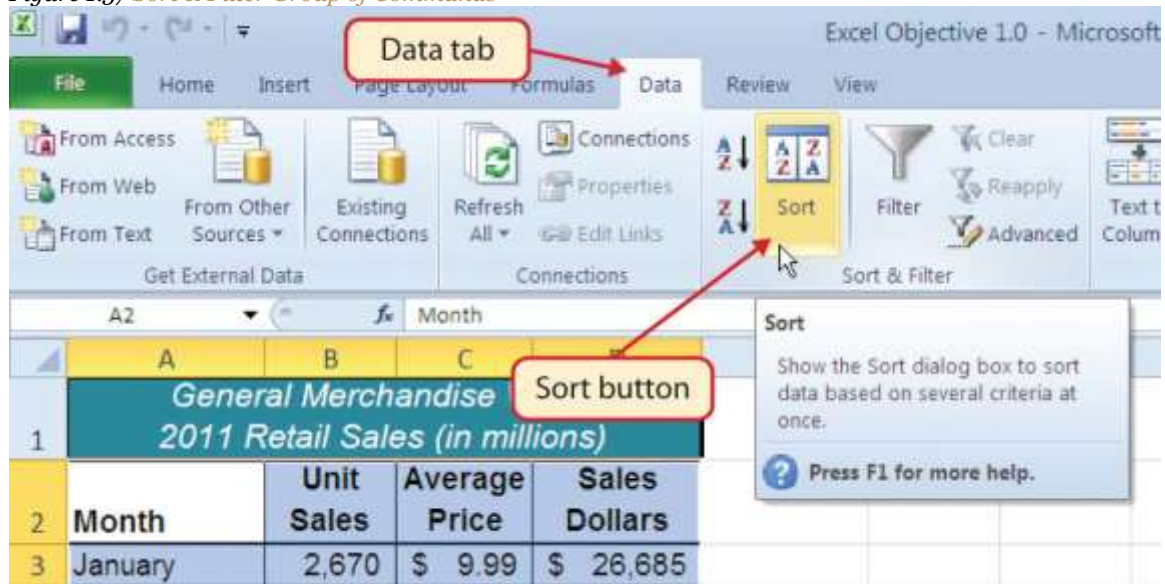 Sort & Filter Group of Commands
Data tab
Excel Objective 1.0 - Microsoft
File Home Insert Page Layout Formulas Data Review View
From Access
From Web
From Text
From Other
Sources
Existing
Connections
Refresh
All
Connections
Properties
Edit Links
A
Z
Z
A
A Z
Z A
Sort
Filter
Clear
Reapply
Advanced
Text t
Colum
Get External Data
Connections
Sort & Filter
A2
fx Month
A B C
Sort button
Sort
Show the Sort dialog box to sort
data based on several criteria at
once.
Press F1 for more help.
1
General Merchandise
2011 Retail Sales (in millions)
2 Month Unit Sales Average Price Sales Dollars
3 January 2,670 $ 9.99 $ 26,685